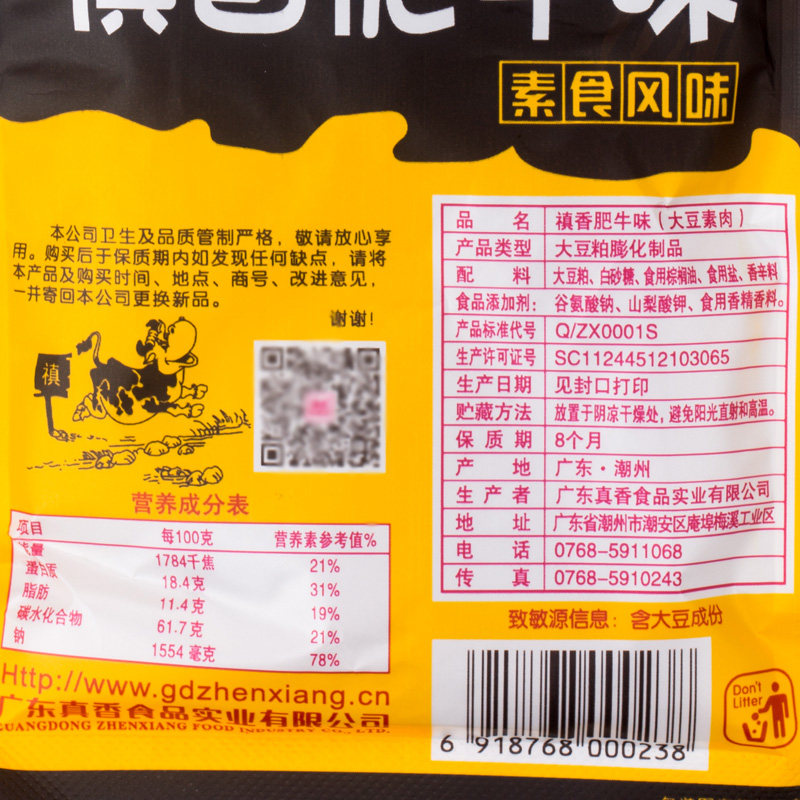 禛香肥牛味
素食风味
本公司卫生及品质管制严格，敬请放心享
用。购买后于保质期内如发现任何缺点，请将
本产品及购买时间、地点、商号、改进意见，
一并寄回本公司更换新品。
谢谢！
禛
品 名 禛香肥牛味（大豆素肉）
产品类型 大豆粕膨化制品
配 料 大豆粕、白砂糖、食用棕榈油、食用盐、香辛料
食品添加剂： 谷氨酸钠、山梨酸钾、食用香精香料。
产品标准代号 Q/ZX0001S
生产许可证号 SC11244512103065
生产日期 见封口打印
贮藏方法 放置于阴凉干燥处，避免阳光直射和高温。
保质期 8个月
产 地 广东·潮州
生产者 广东真香食品实业有限公司
地 址 广东省潮州市潮安区庵埠梅溪工业区
电 话 0768-5911068
传 真 0768-5910243
致敏源信息：含大豆成份
营养成分表
项目 每100克 营养素参考值%
能量 1784千焦 21%
蛋白质 18.4克 31%
脂肪 11.4克 19%
碳水化合物 61.7克 21%
钠 1554毫克 78%
Http://www.gdzhenxiang.cn
广东真香食品实业有限公司
GUANGDONG ZHENXIANG FOOD INDUSTRY CO., LTD.
6 918768 000238
Don't
Litter